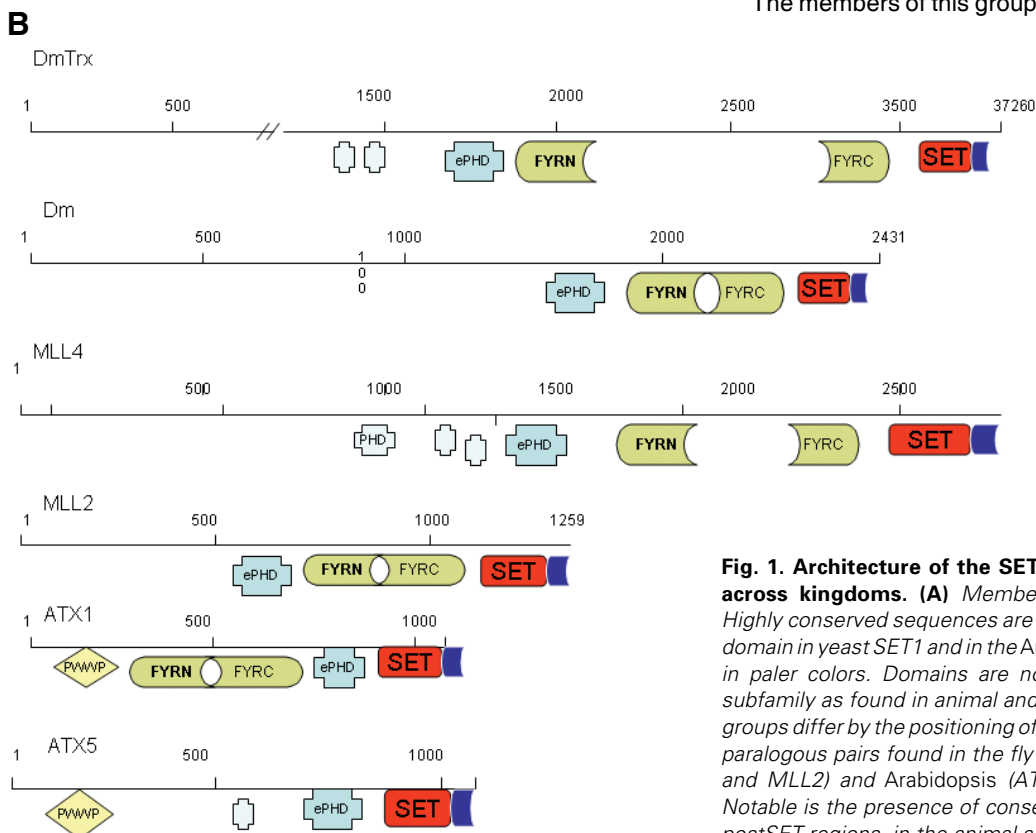 The members of this group
B
DmTrx
1 500 1500 2000 2500 3500 37260
ePHD FYRN FYRC SET
Dm
1 500 1000 2000 2431
1
0
0
ePHD FYRN FYRC SET
MLL4
1
500 1000 1500 2000 2500
PHD ePHD FYRN FYRC SET
MLL2
1 500 1000 1259
ePHD FYRN FYRC SET
ATX1
1 500 1000
PWWP FYRN FYRC ePHD SET
ATX5
1 500 1000
PWWP ePHD SET
Fig. 1. Architecture of the SET
across kingdoms. (A) Membe
Highly conserved sequences are
domain in yeast SET1 and in the A
in paler colors. Domains are no
subfamily as found in animal and
groups differ by the positioning of
paralogous pairs found in the fly
and MLL2) and Arabidopsis (AT
Notable is the presence of conse
postSET regions, in the animal